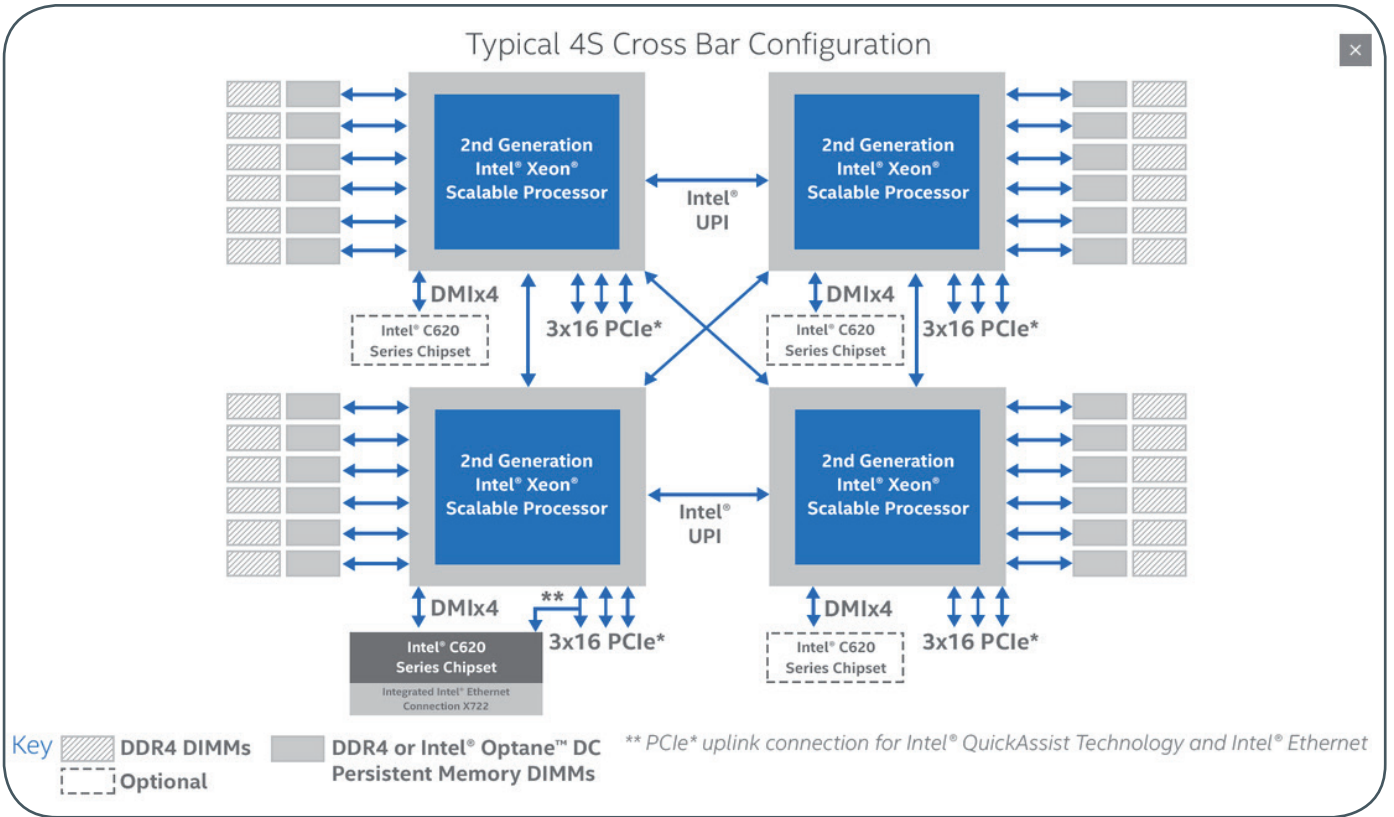 Typical 4S Cross Bar Configuration
×
2nd Generation
Intel® Xeon®
Scalable Processor
Intel®
UPI
2nd Generation
Intel® Xeon®
Scalable Processor
DMIx4
Intel® C620
Series Chipset
3x16 PCIe*
DMIx4
Intel® C620
Series Chipset
3x16 PCIe*
2nd Generation
Intel® Xeon®
Scalable Processor
Intel®
UPI
2nd Generation
Intel® Xeon®
Scalable Processor
DMIx4
**
3x16 PCIe*
Intel® C620
Series Chipset
Integrated Intel® Ethernet
Connection X722
DMIx4
Intel® C620
Series Chipset
3x16 PCIe*
Key
DDR4 DIMMs
Optional
DDR4 or Intel® Optane™ DC
Persistent Memory DIMMs
** PCIe* uplink connection for Intel® QuickAssist Technology and Intel® Ethernet